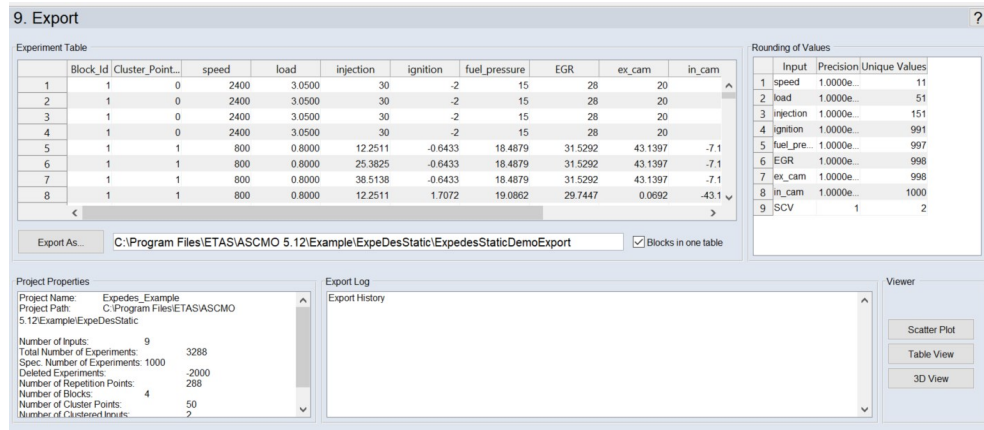 9. Export
?
Experiment Table
Block_Id Cluster_Point... speed load injection ignition fuel_pressure EGR ex_cam in_cam
1 1 0 2400 3.0500 30 -2 15 28 20
2 1 0 2400 3.0500 30 -2 15 28 20
3 1 0 2400 3.0500 30 -2 15 28 20
4 1 0 2400 3.0500 30 -2 15 28 20
5 1 1 800 0.8000 12.2511 -0.6433 18.4879 31.5292 43.1397 -7.1
6 1 1 800 0.8000 25.3825 -0.6433 18.4879 31.5292 43.1397 -7.1
7 1 1 800 0.8000 38.5138 -0.6433 18.4879 31.5292 43.1397 -7.1
8 1 1 800 0.8000 12.2511 1.7072 19.0862 29.7447 0.0692 -43.1
Export As... C:\Program Files\ETAS\ASCMO 5.12\Example\ExpeDesStatic\ExpedesStaticDemoExport Blocks in one table
Rounding of Values
Input Precision Unique Values
1 speed 1.0000e... 11
2 load 1.0000e... 51
3 injection 1.0000e... 151
4 ignition 1.0000e... 991
5 fuel_pre... 1.0000e... 997
6 EGR 1.0000e... 998
7 ex_cam 1.0000e... 998
8 in_cam 1.0000e... 1000
9 SCV 1 2
Project Properties
Project Name: Expedes_Example
Project Path: C:\Program Files\ETAS\ASCMO
5.12\Example\ExpeDesStatic
Number of Inputs: 9
Total Number of Experiments: 3288
Spec. Number of Experiments: 1000
Deleted Experiments: -2000
Number of Repetition Points: 288
Number of Blocks: 4
Number of Cluster Points: 50
Number of Clustered Inputs: 2
Export Log
Export History
Viewer
Scatter Plot
Table View
3D View